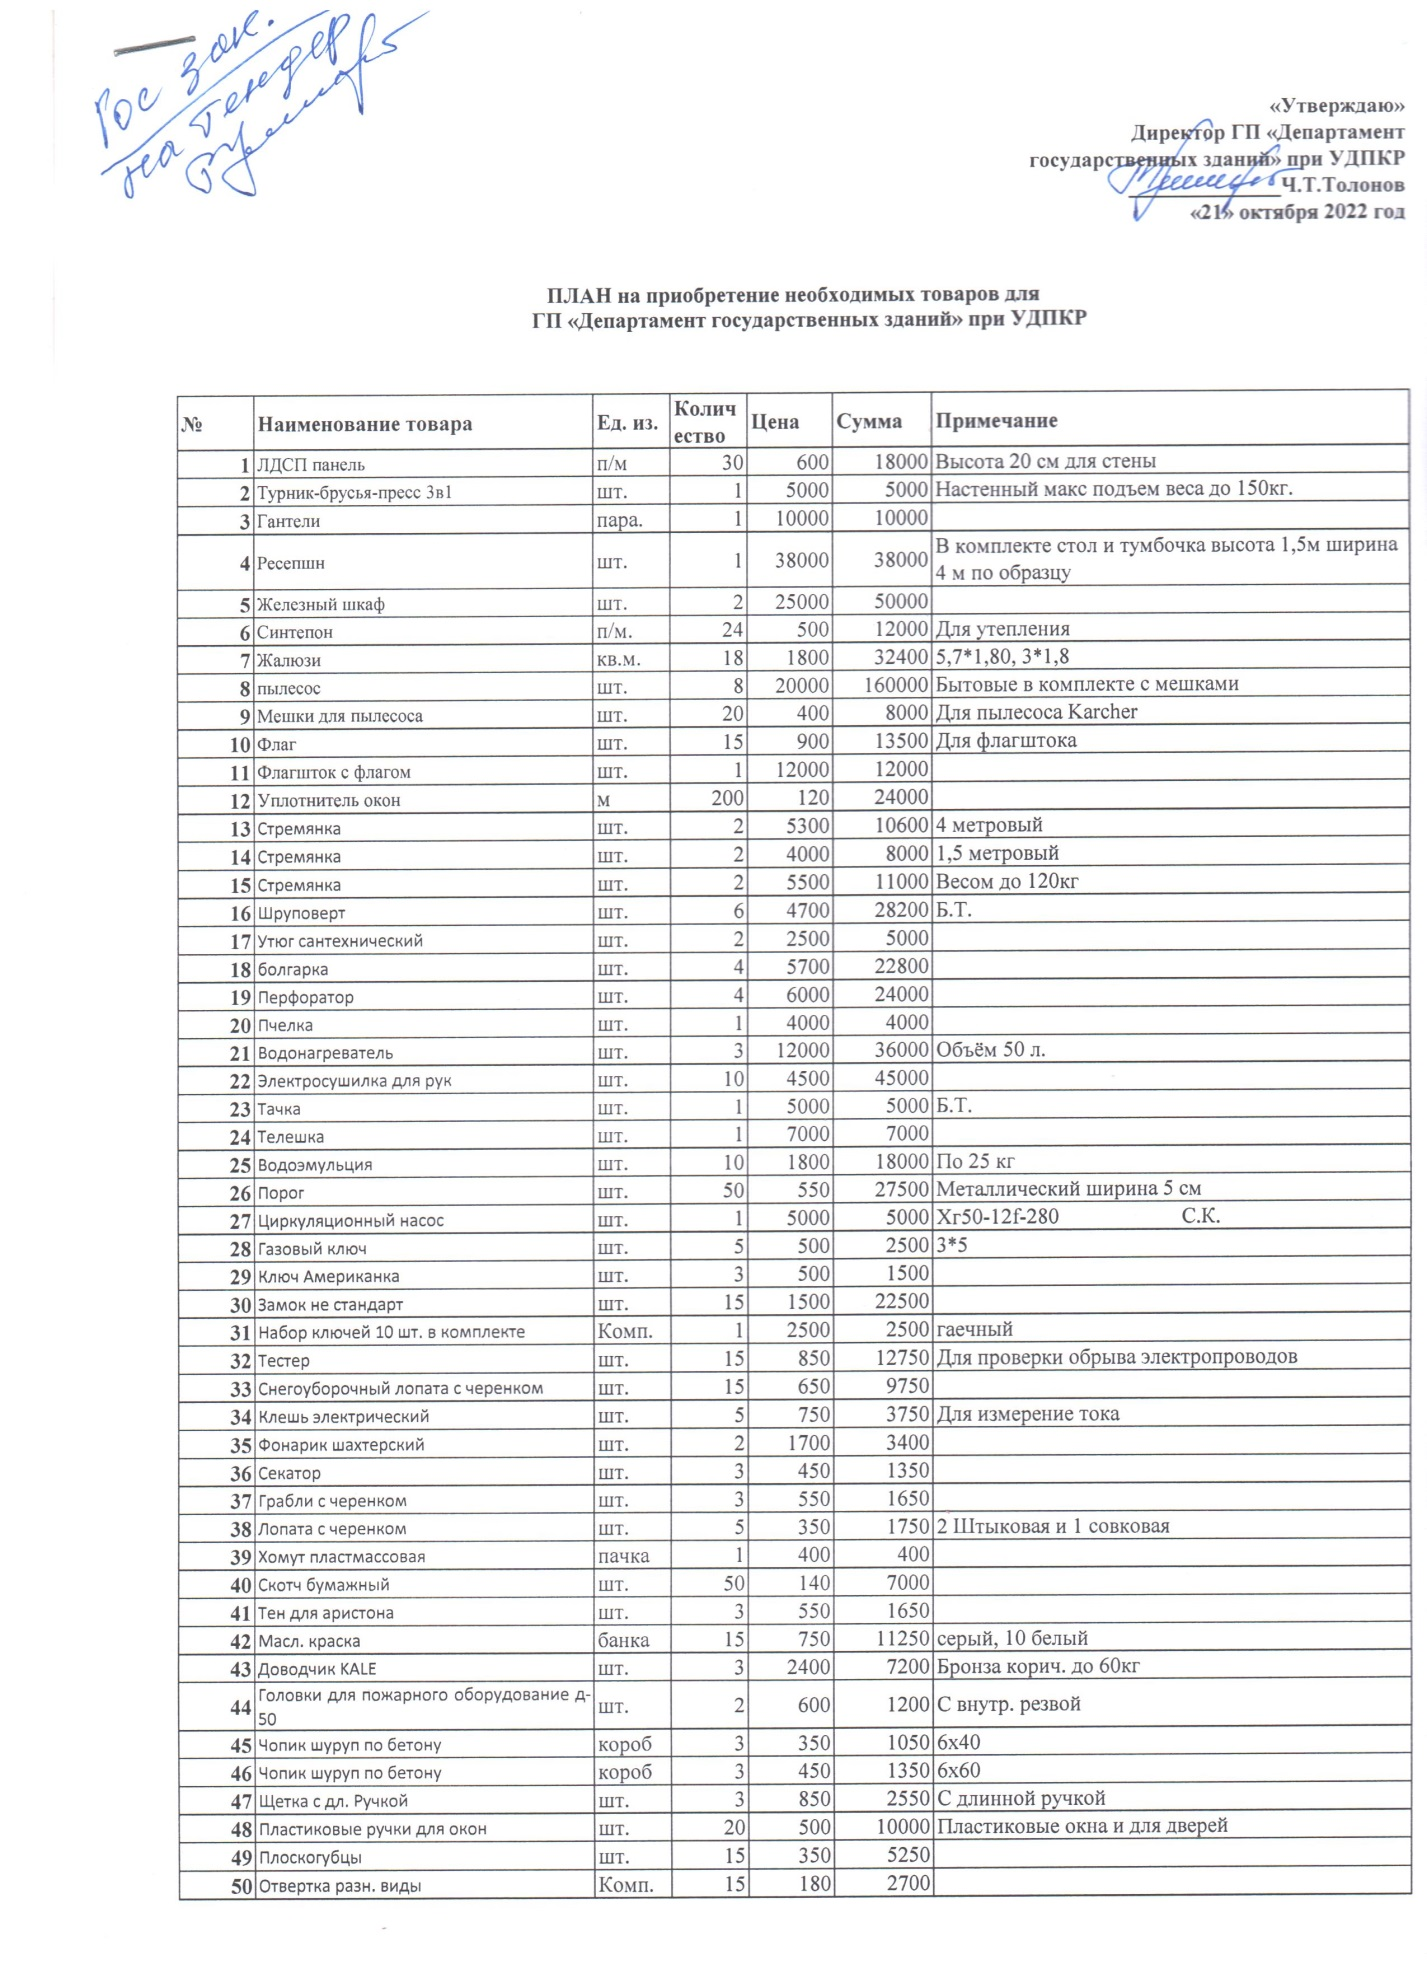 Гос зак.
на тендер
«Утверждаю»
Директор ГП «Департамент
государственных зданий» при УДПКР
Ч.Т.Толонов
«21» октября 2022 год
ПЛАН на приобретение необходимых товаров для
ГП «Департамент государственных зданий» при УДПКР
№ Наименование товара Ед. из. Колич ество Цена Сумма Примечание
1 ЛДСП панель п/м 30 600 18000 Высота 20 см для стены
2 Турник-брусья-пресс 3в1 шт. 1 5000 5000 Настенный макс подъем веса до 150кг.
3 Гантели пара. 1 10000 10000
4 Ресепшн шт. 1 38000 38000 В комплекте стол и тумбочка высота 1,5м ширина
4 м по образцу
5 Железный шкаф шт. 2 25000 50000
6 Синтепон п/м. 24 500 12000 Для утепления
7 Жалюзи кв.м. 18 1800 32400 5,7*1,80, 3*1,8
8 пылесос шт. 8 20000 160000 Бытовые в комплекте с мешками
9 Мешки для пылесоса шт. 20 400 8000 Для пылесоса Karcher
10 Флаг шт. 15 900 13500 Для флагштока
11 Флагшток с флагом шт. 1 12000 12000
12 Уплотнитель окон м 200 120 24000
13 Стремянка шт. 2 5300 10600 4 метровый
14 Стремянка шт. 2 4000 8000 1,5 метровый
15 Стремянка шт. 2 5500 11000 Весом до 120кг
16 Шруповерт шт. 6 4700 28200 Б.Т.
17 Утюг сантехнический шт. 2 2500 5000
18 болгарка шт. 4 5700 22800
19 Перфоратор шт. 4 6000 24000
20 Пчелка шт. 1 4000 4000
21 Водонагреватель шт. 3 12000 36000 Объём 50 л.
22 Электросушилка для рук шт. 10 4500 45000
23 Тачка шт. 1 5000 5000 Б.Т.
24 Телешка шт. 1 7000 7000
25 Водоэмульция шт. 10 1800 18000 По 25 кг
26 Порог шт. 50 550 27500 Металлический ширина 5 см
27 Циркуляционный насос шт. 1 5000 5000 Хг50-12f-280 С.К.
28 Газовый ключ шт. 5 500 2500 3*5
29 Ключ Американка шт. 3 500 1500
30 Замок не стандарт шт. 15 1500 22500
31 Набор ключей 10 шт. в комплекте Комп. 1 2500 2500 гаечный
32 Тестер шт. 15 850 12750 Для проверки обрыва электропроводов
33 Снегоуборочный лопата с черенком шт. 15 650 9750
34 Клешь электрический шт. 5 750 3750 Для измерение тока
35 Фонарик шахтерский шт. 2 1700 3400
36 Секатор шт. 3 450 1350
37 Грабли с черенком шт. 3 550 1650
38 Лопата с черенком шт. 5 350 1750 2 Штыковая и 1 совковая
39 Хомут пластмассовая пачка 1 400 400
40 Скотч бумажный шт. 50 140 7000
41 Тен для аристона шт. 3 550 1650
42 Масл. краска банка 15 750 11250 серый, 10 белый
43 Доводчик KALE шт. 3 2400 7200 Бронза корич. до 60кг
44 Головки для пожарного оборудование д-
50 шт. 2 600 1200 С внутр. резвой
45 Чопик шуруп по бетону короб 3 350 1050 6х40
46 Чопик шуруп по бетону короб 3 450 1350 6х60
47 Щетка с дл. Ручкой шт. 3 850 2550 С длинной ручкой
48 Пластиковые ручки для окон шт. 20 500 10000 Пластиковые окна и для дверей
49 Плоскогубцы шт. 15 350 5250
50 Отвертка разн. виды Комп. 15 180 2700